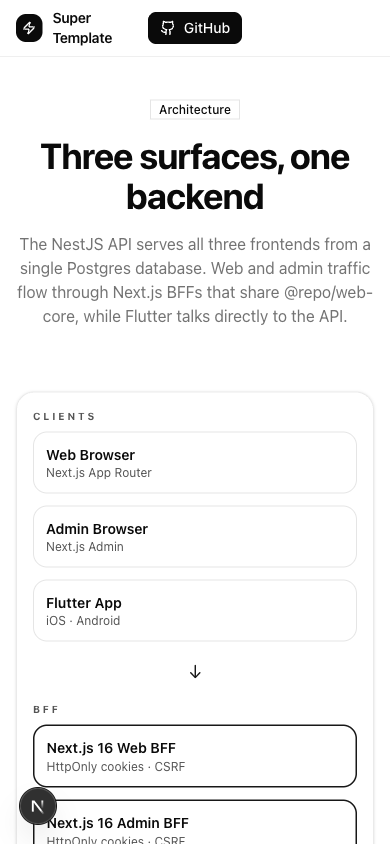 Super
Template
GitHub
Architecture
Three surfaces, one
backend
The NestJS API serves all three frontends from a
single Postgres database. Web and admin traffic
flow through Next.js BFFs that share @repo/web-
core, while Flutter talks directly to the API.
CLIENTS
Web Browser
Next.js App Router
Admin Browser
Next.js Admin
Flutter App
iOS · Android
↓
BFF
Next.js 16 Web BFF
HttpOnly cookies · CSRF
N
Next.js 16 Admin BFF
HttpOnly cookies · CSRF